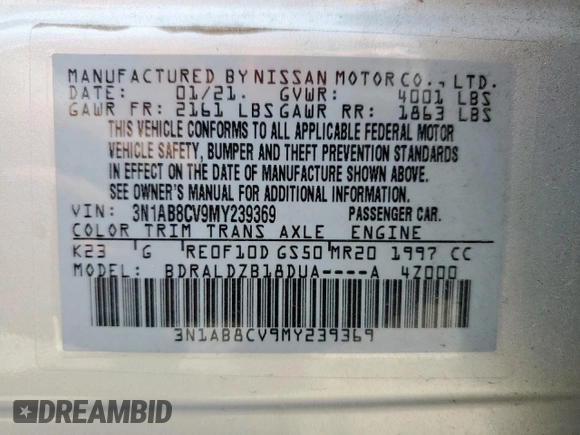 MANUFACTURED BY NISSAN MOTOR CO., LTD.
DATE: 01/21. GVWR: 4001 LBS
GAWR FR: 2161 LBS GAWR RR: 1863 LBS
THIS VEHICLE CONFORMS TO ALL APPLICABLE FEDERAL MOTOR
VEHICLE SAFETY, BUMPER AND THEFT PREVENTION STANDARDS
IN EFFECT ON THE DATE OF MANUFACTURE SHOWN ABOVE.
SEE OWNER'S MANUAL FOR ADDITIONAL INFORMATION.
VIN: 3N1AB8CV9MY239369 PASSENGER CAR.
COLOR TRIM TRANS AXLE ENGINE
K23 G RE0F10D GS50 MR20 1997 CC
MODEL: BDRALDZB18DUA----A 4Z000
3N1AB8CV9MY239369
DREAMBID